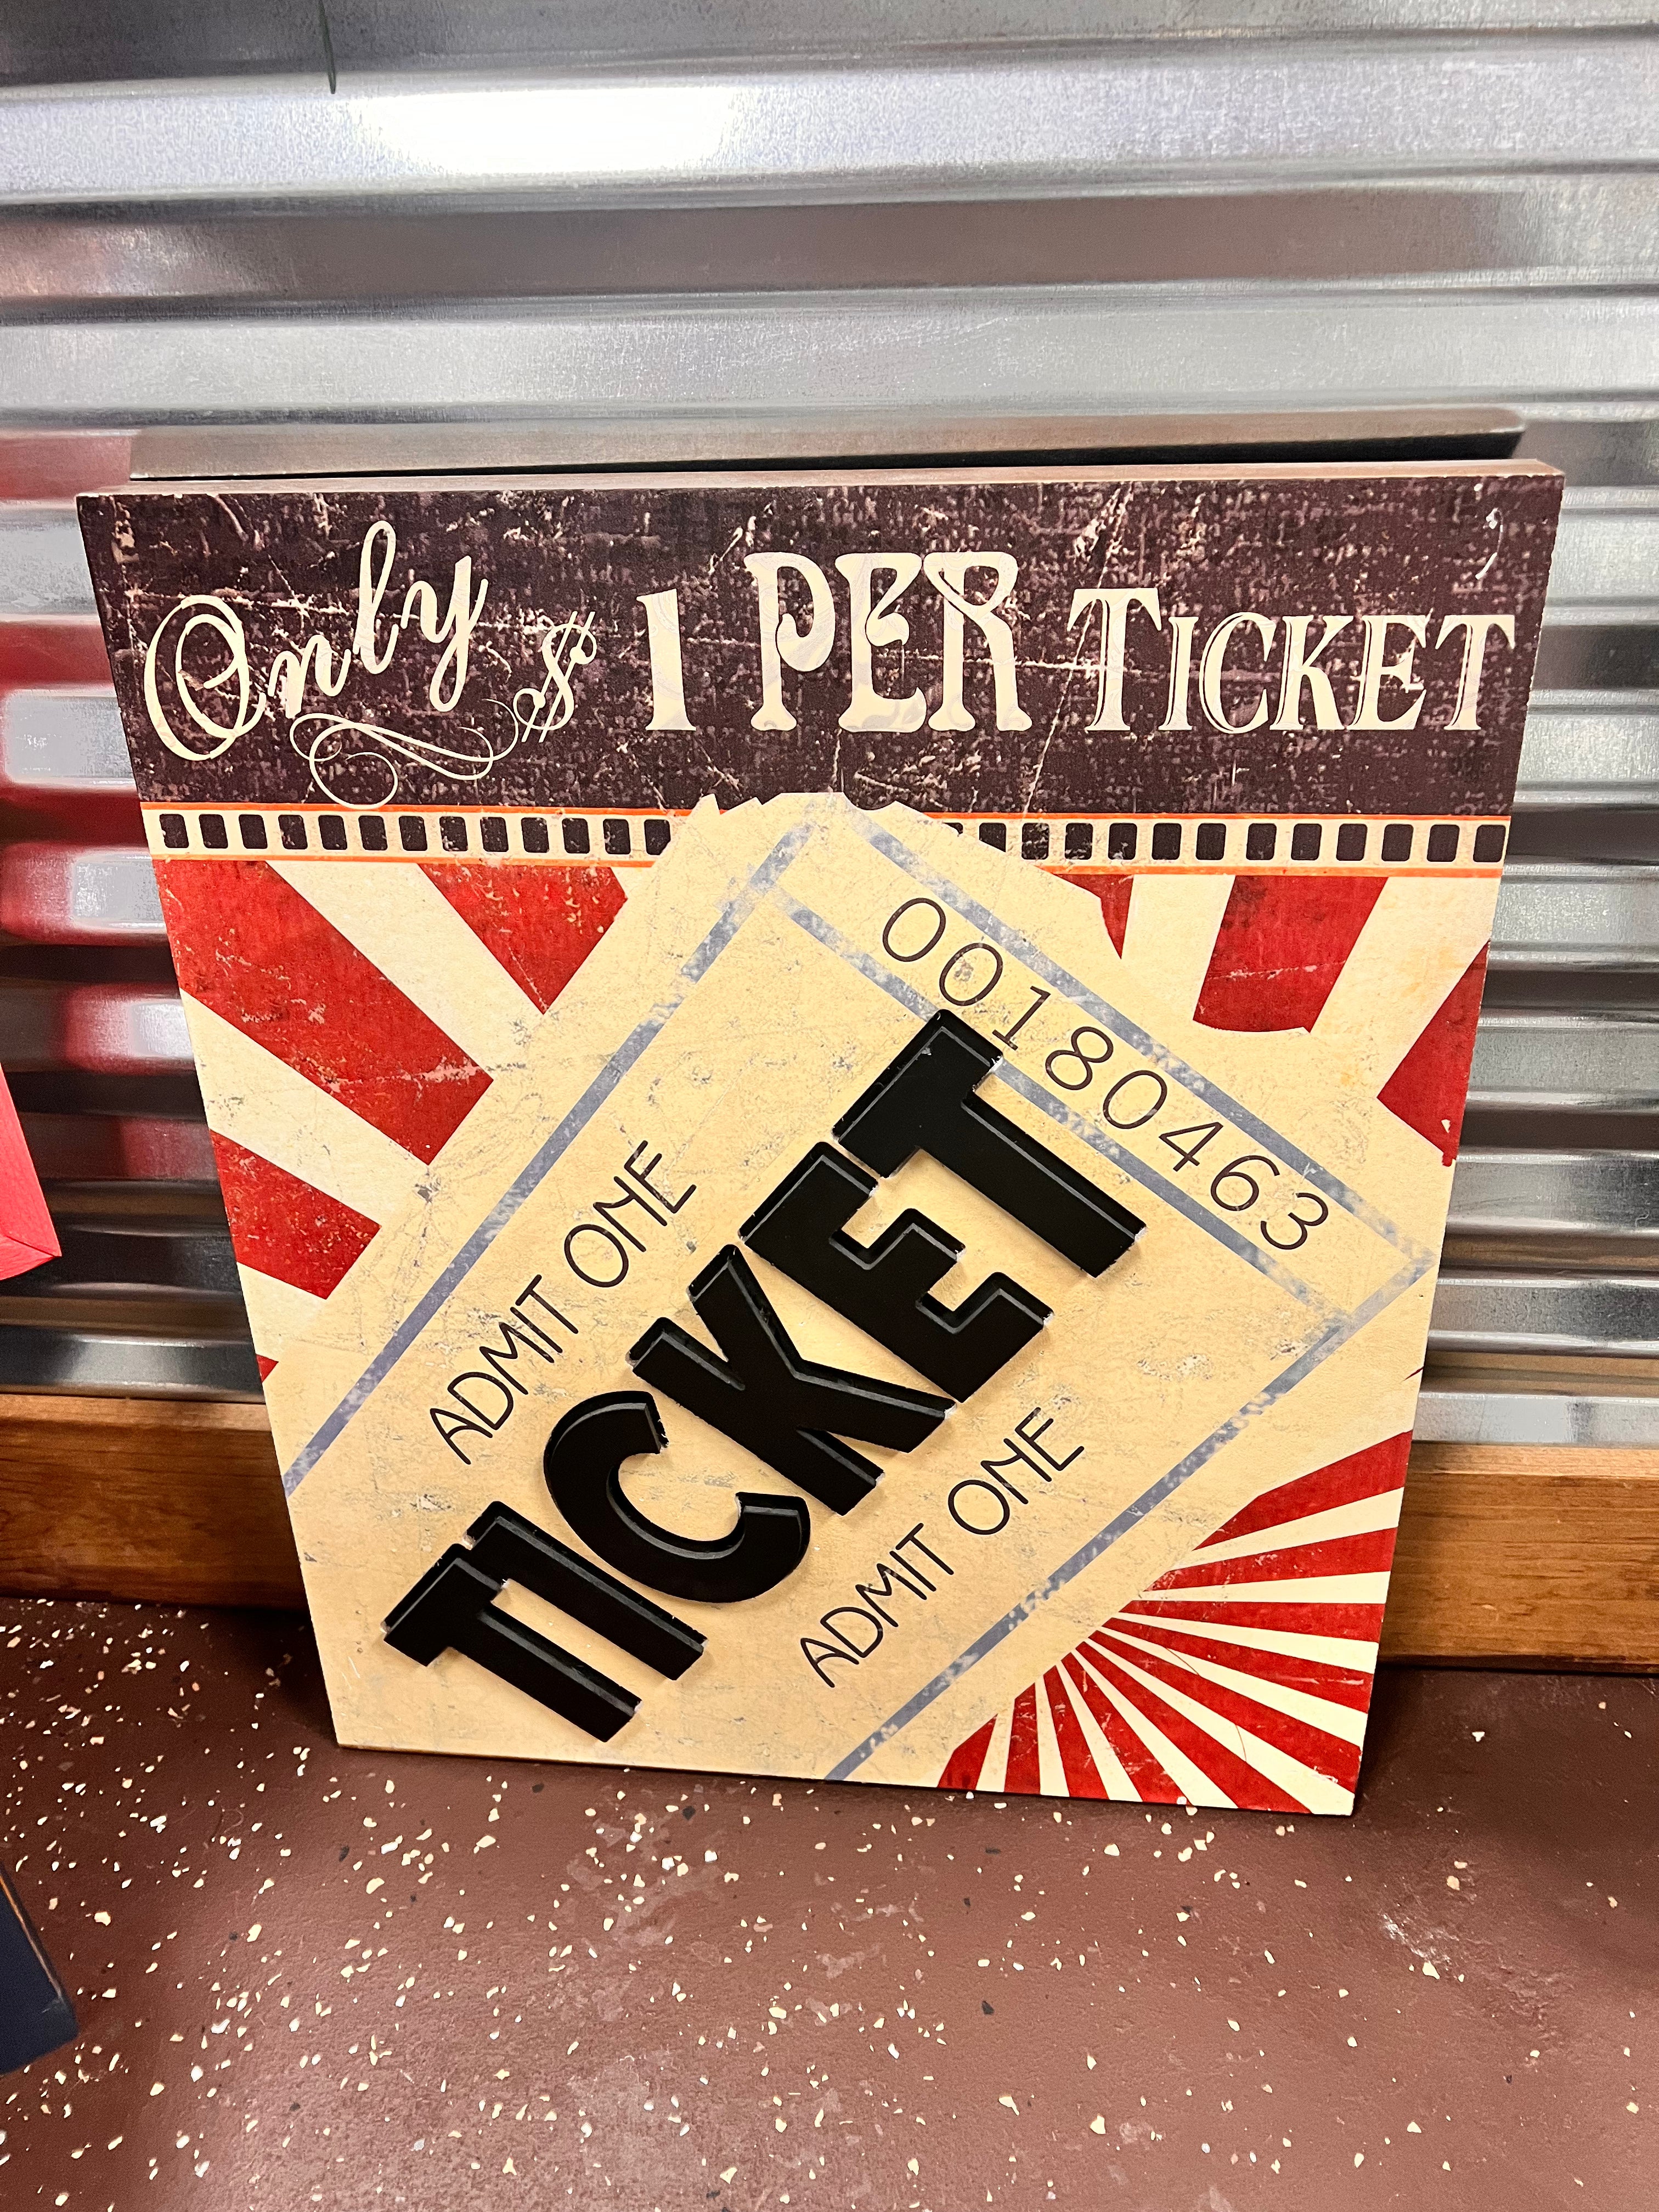 Only $ 1 PER TICKET
00180463
ADMIT ONE
TICKET
ADMIT ONE